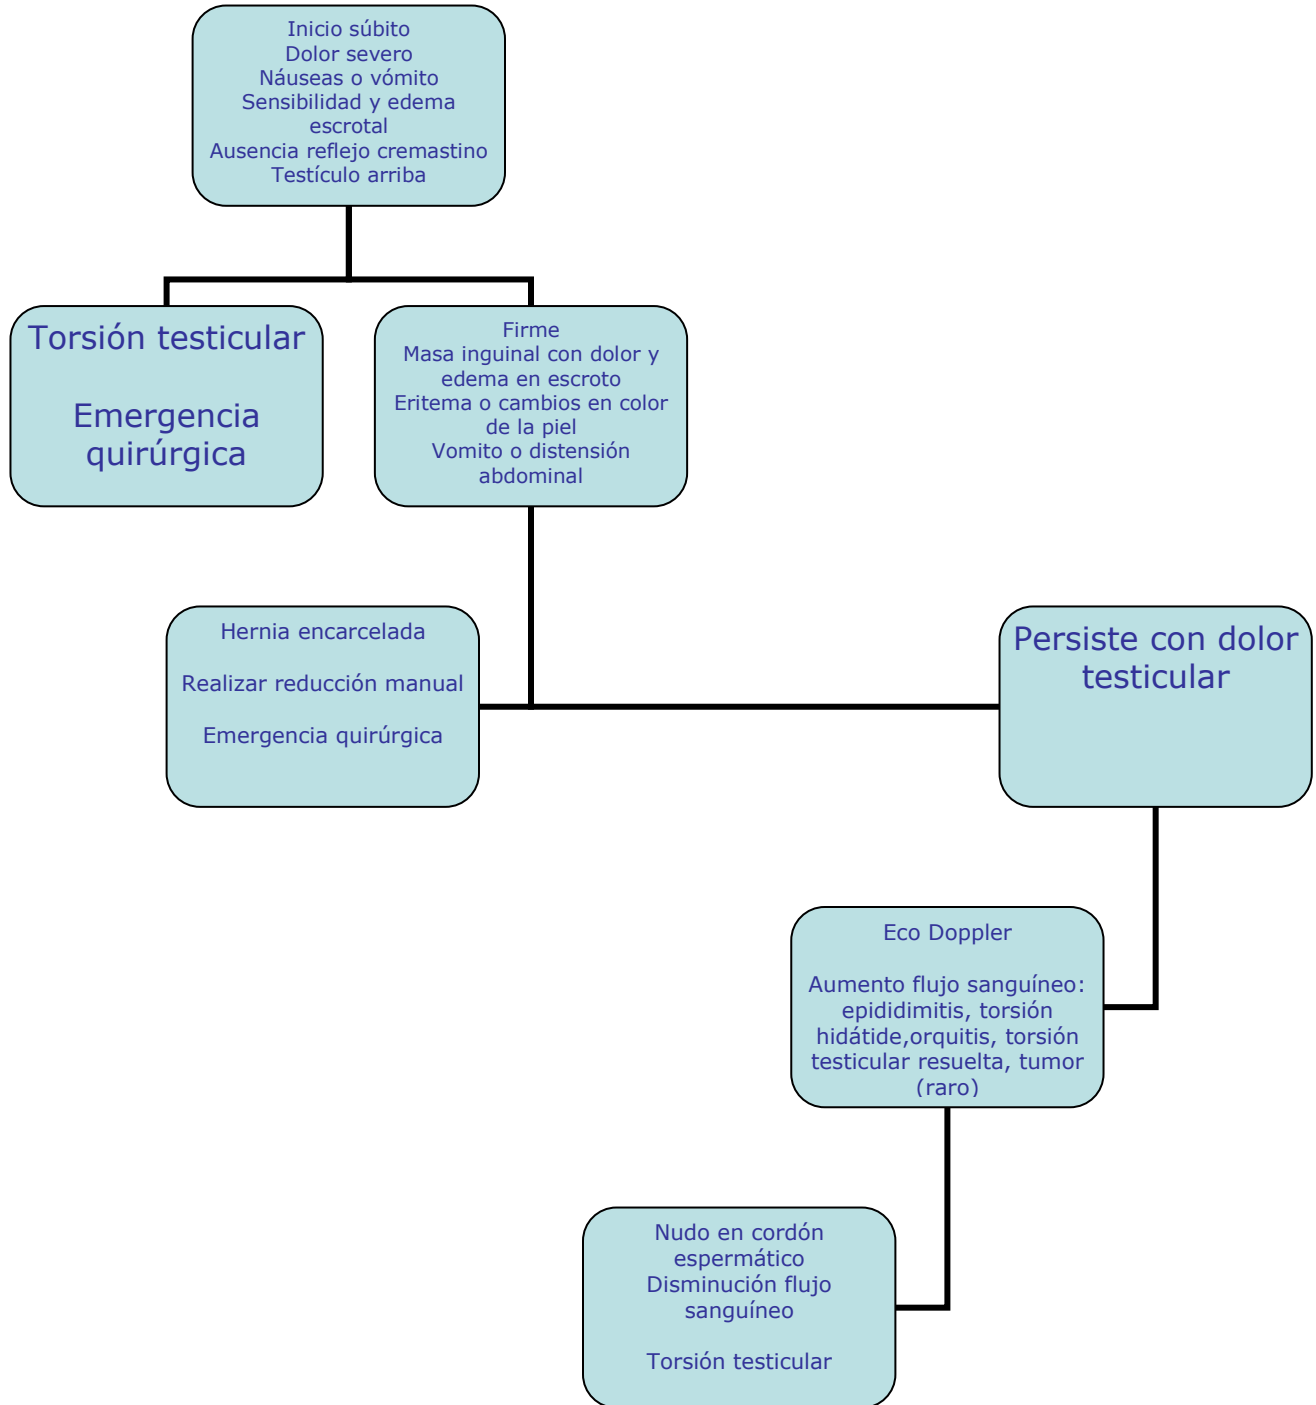 Inicio súbito
Dolor severo
Náuseas o vómito
Sensibilidad y edema
escrotal
Ausencia reflejo cremastino
Testículo arriba
Torsión testicular
Emergencia
quirúrgica
Firme
Masa inguinal con dolor y
edema en escroto
Eritema o cambios en color
de la piel
Vomito o distensión
abdominal
Hernia encarcelada
Realizar reducción manual
Emergencia quirúrgica
Persiste con dolor
testicular
Eco Doppler
Aumento flujo sanguíneo:
epididimitis, torsión
hidátide,orquitis, torsión
testicular resuelta, tumor
(raro)
Nudo en cordón
espermático
Disminución flujo
sanguíneo
Torsión testicular